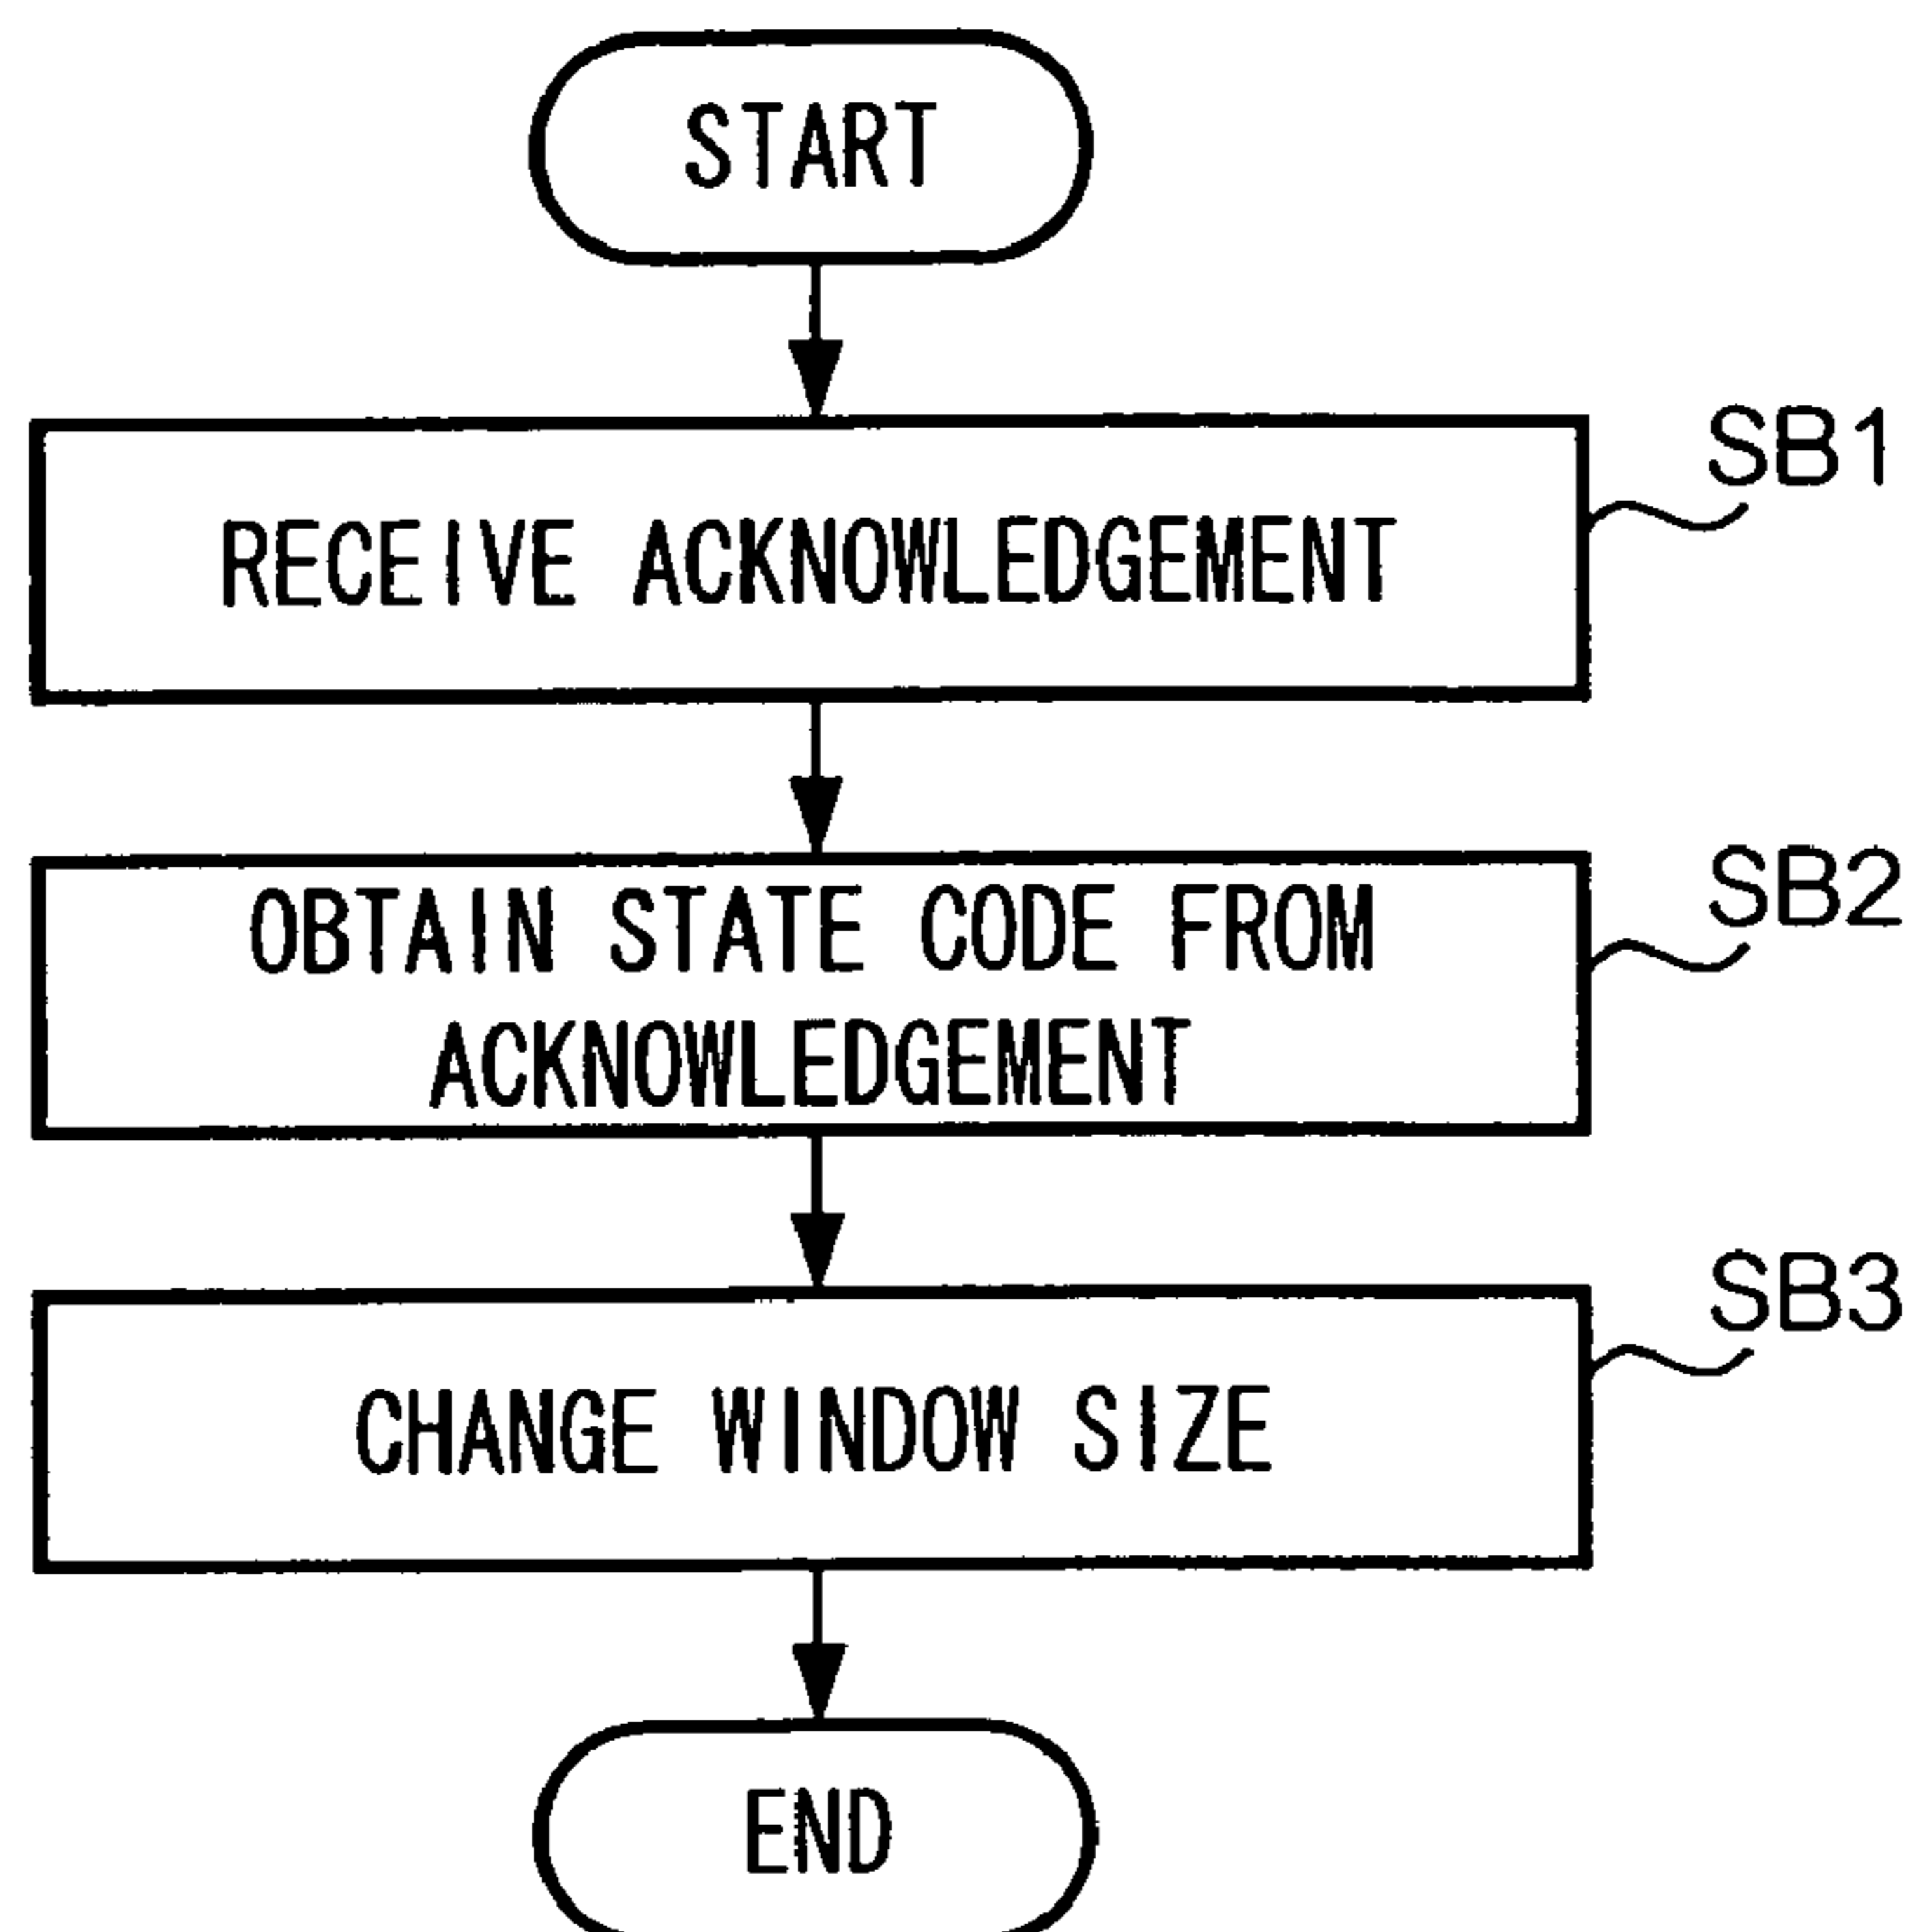 START
SB1
RECEIVE ACKNOWLEDGEMENT
SB2
OBTAIN STATE CODE FROM
ACKNOWLEDGEMENT
SB3
CHANGE WINDOW SIZE
END